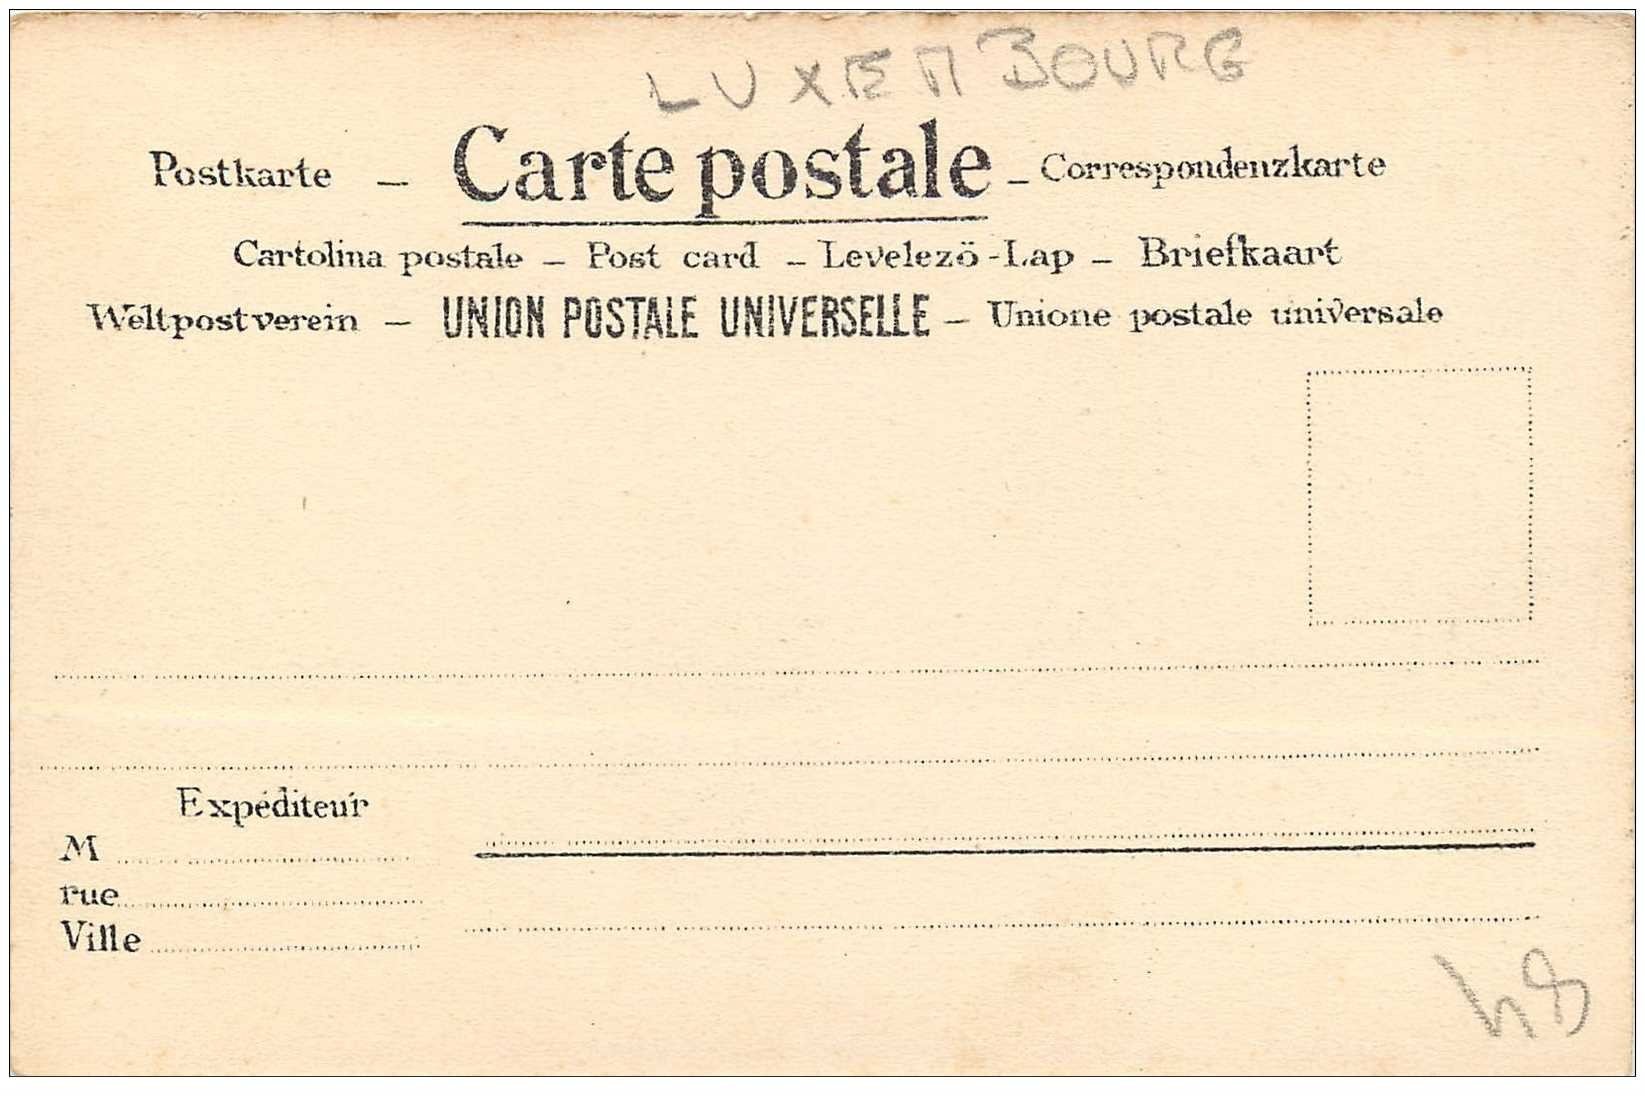 LUXEMBOURG
Postkarte – Carte postale – Correspondenzkarte
Cartolina postale – Post card – Levelezö-Lap – Briefkaart
Weltpostverein – UNION POSTALE UNIVERSELLE – Unione postale universale
Expéditeur
M
rue
Ville